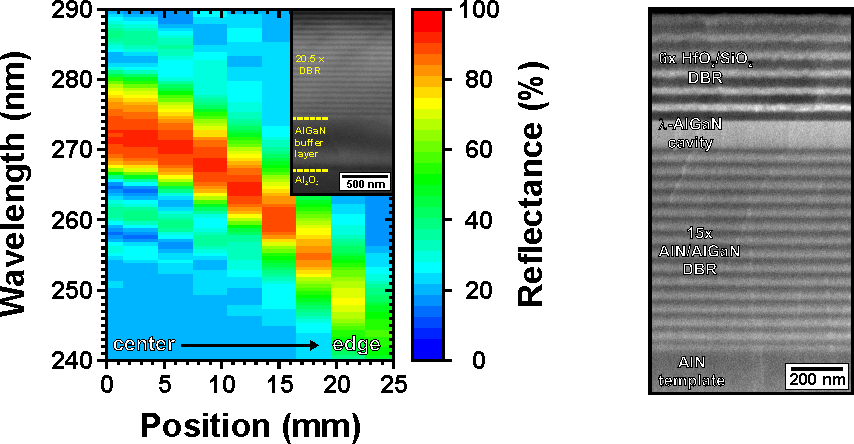 290
280
270
260
250
240
Wavelength (nm)
0
5
10
15
20
25
Position (mm)
center
edge
20.5 x
DBR
AlGaN
buffer
layer
Al₂O₃
500 nm
100
80
60
40
20
0
Reflectance (%)
6x HfO₂/SiO₂
DBR
λ-AlGaN
cavity
15x
AlN/AlGaN
DBR
AlN
template
200 nm